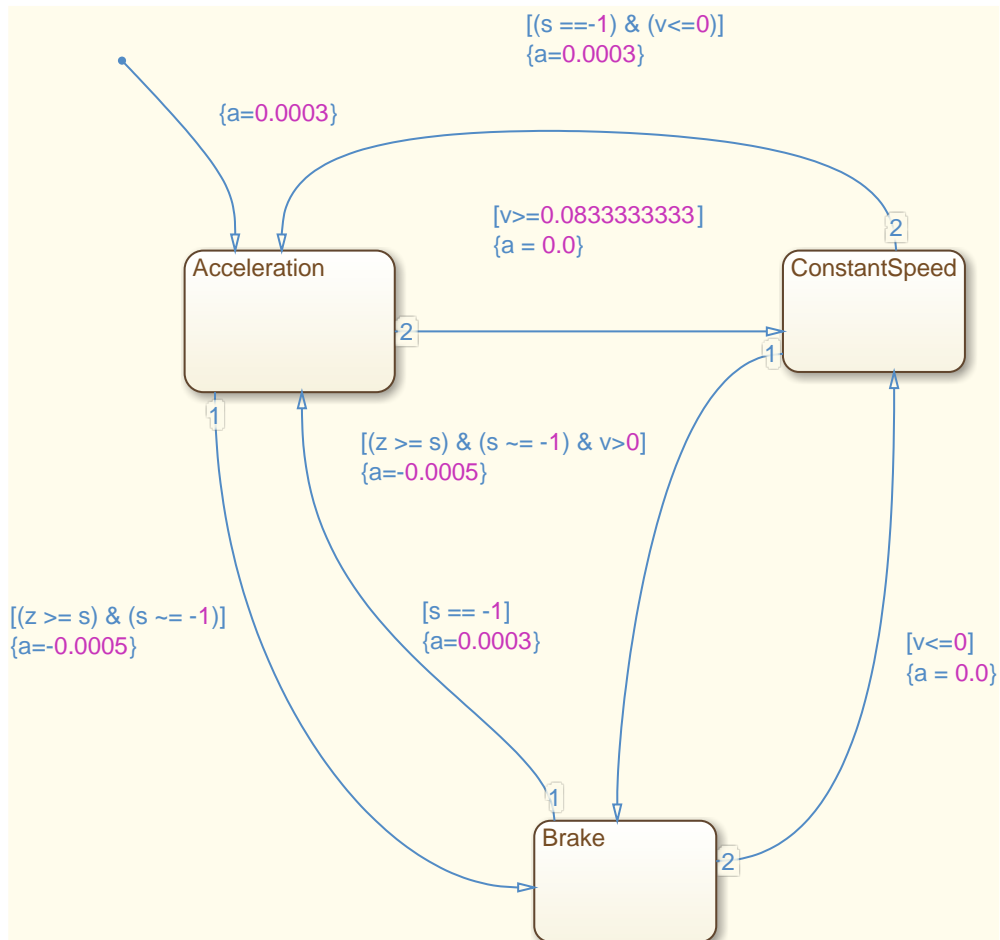 [(s ==-1) & (v<=0)]
{a=0.0003}
{a=0.0003}
[v>=0.0833333333]
{a = 0.0}
2
Acceleration
ConstantSpeed
2
1
1
[(z >= s) & (s ~= -1) & v>0]
{a=-0.0005}
[(z >= s) & (s ~= -1)]
{a=-0.0005}
[s == -1]
{a=0.0003}
[v<=0]
{a = 0.0}
1
Brake
2